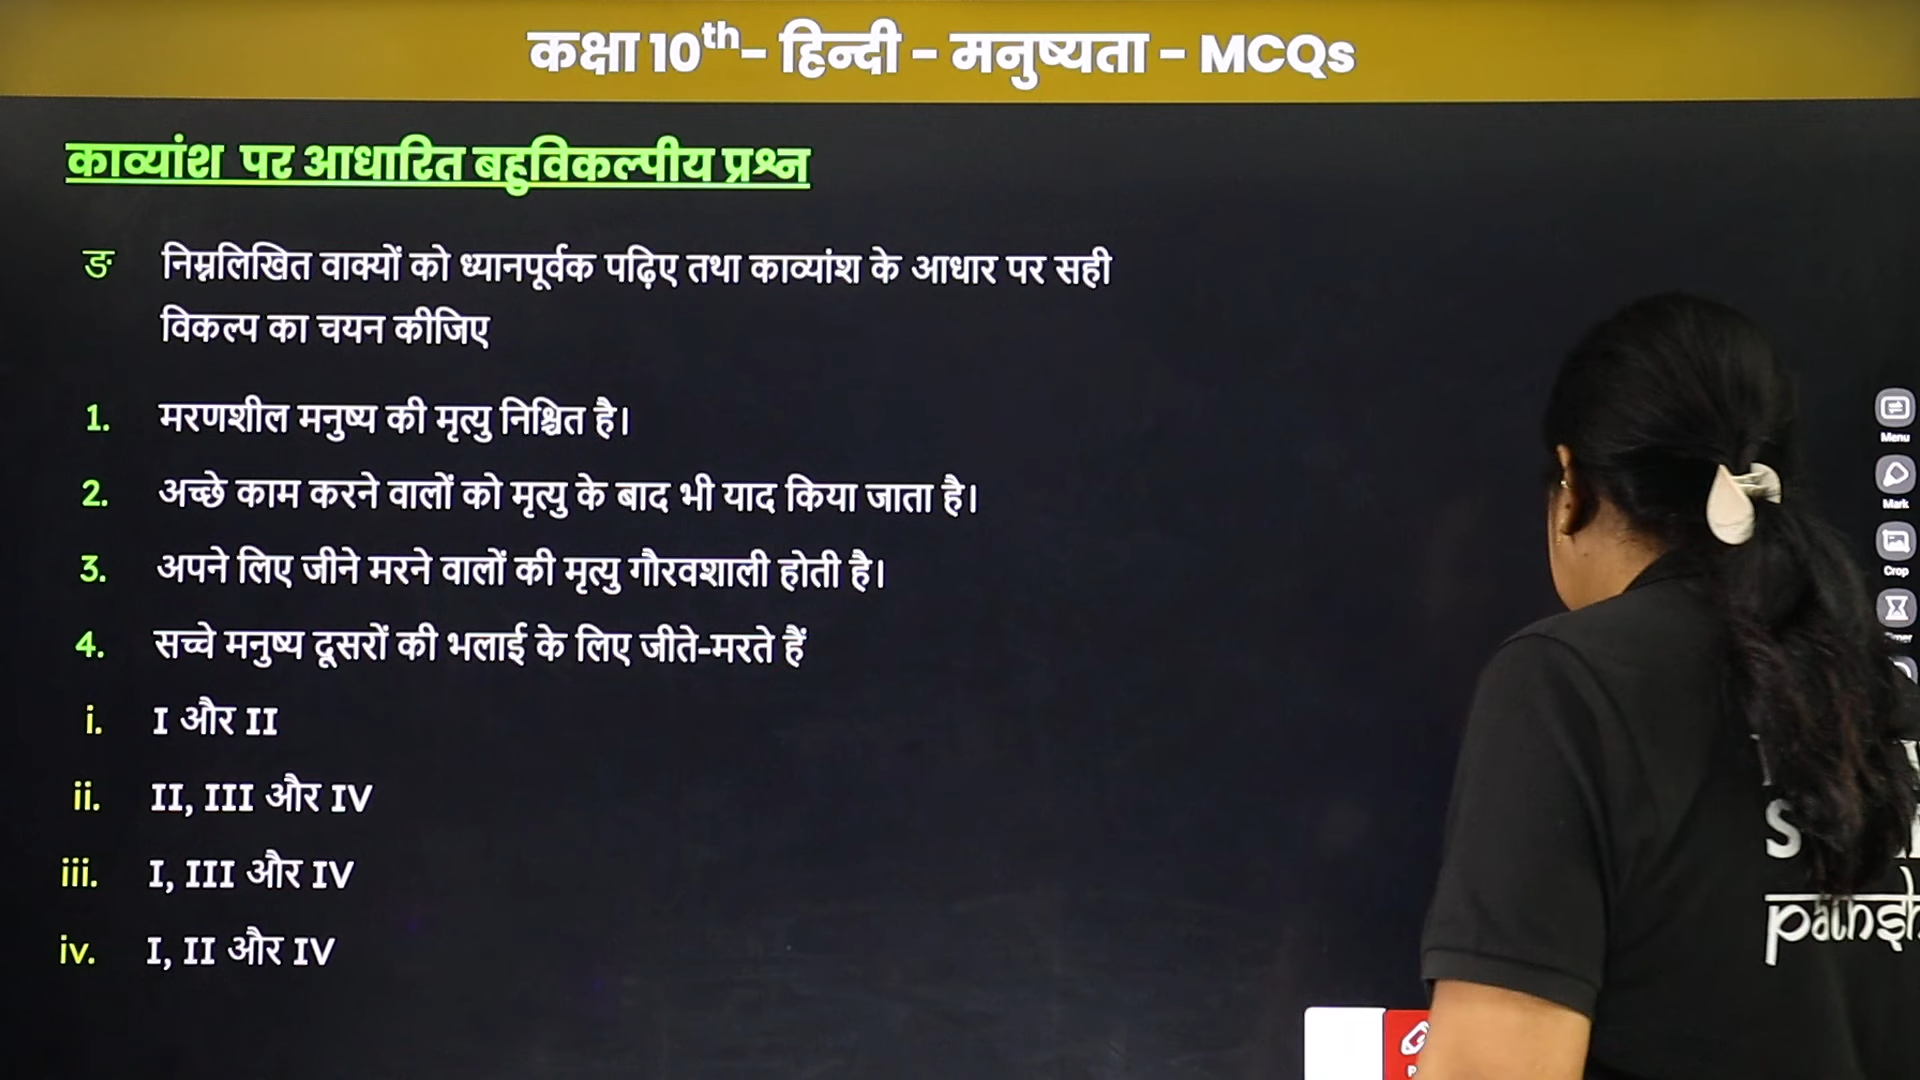 कक्षा 10th- हिन्दी - मनुष्यता - MCQs
काव्यांश पर आधारित बहुविकल्पीय प्रश्न
ङ निम्नलिखित वाक्यों को ध्यानपूर्वक पढ़िए तथा काव्यांश के आधार पर सही
विकल्प का चयन कीजिए
1. मरणशील मनुष्य की मृत्यु निश्चित है।
2. अच्छे काम करने वालों को मृत्यु के बाद भी याद किया जाता है।
3. अपने लिए जीने मरने वालों की मृत्यु गौरवशाली होती है।
4. सच्चे मनुष्य दूसरों की भलाई के लिए जीते-मरते हैं
i. I और II
ii. II, III और IV
iii. I, III और IV
iv. I, II और IV
Menu
Mark
Crop